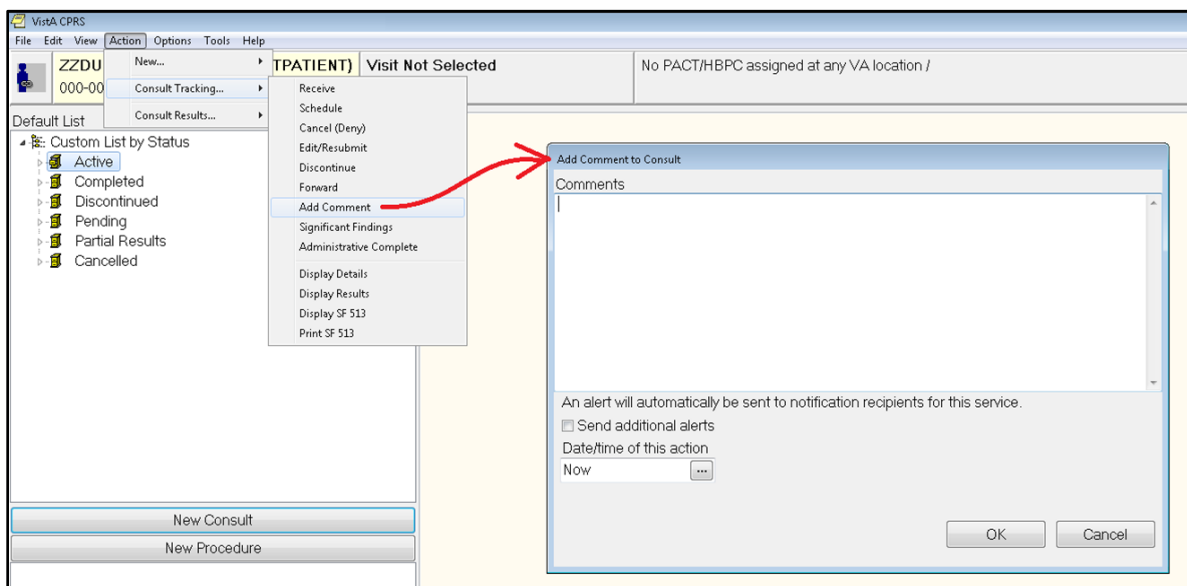 VistA CPRS
File Edit View Action Options Tools Help
ZZDU
000-00
TPATIENT)
Visit Not Selected
No PACT/HBPC assigned at any VA location /
New...
Consult Tracking...
Consult Results...
Receive
Schedule
Cancel (Deny)
Edit/Resubmit
Discontinue
Forward
Add Comment
Significant Findings
Administrative Complete
Display Details
Display Results
Display SF 513
Print SF 513
Default List
Custom List by Status
Active
Completed
Discontinued
Pending
Partial Results
Cancelled
New Consult
New Procedure
Add Comment to Consult
Comments
An alert will automatically be sent to notification recipients for this service.
Send additional alerts
Date/time of this action
Now
...
OK
Cancel